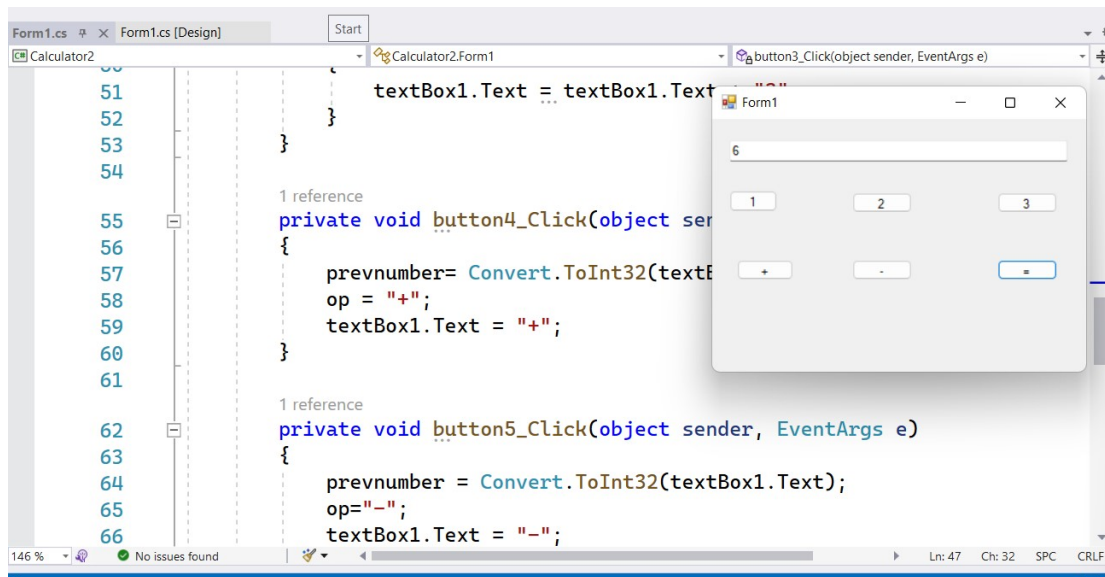 Form1.cs Form1.cs [Design] Start
C# Calculator2 Calculator2.Form1 button3_Click(object sender, EventArgs e)
51 textBox1.Text = textBox1.Text
52 }
53 }
54
1 reference
55 private void button4_Click(object ser
56 {
57 prevnumber= Convert.ToInt32(textB
58 op = "+";
59 textBox1.Text = "+";
60 }
61
1 reference
62 private void button5_Click(object sender, EventArgs e)
63 {
64 prevnumber = Convert.ToInt32(textBox1.Text);
65 op="-";
66 textBox1.Text = "-";
146 % No issues found Ln: 47 Ch: 32 SPC CRLF
Form1
6
1 2 3
+ - =